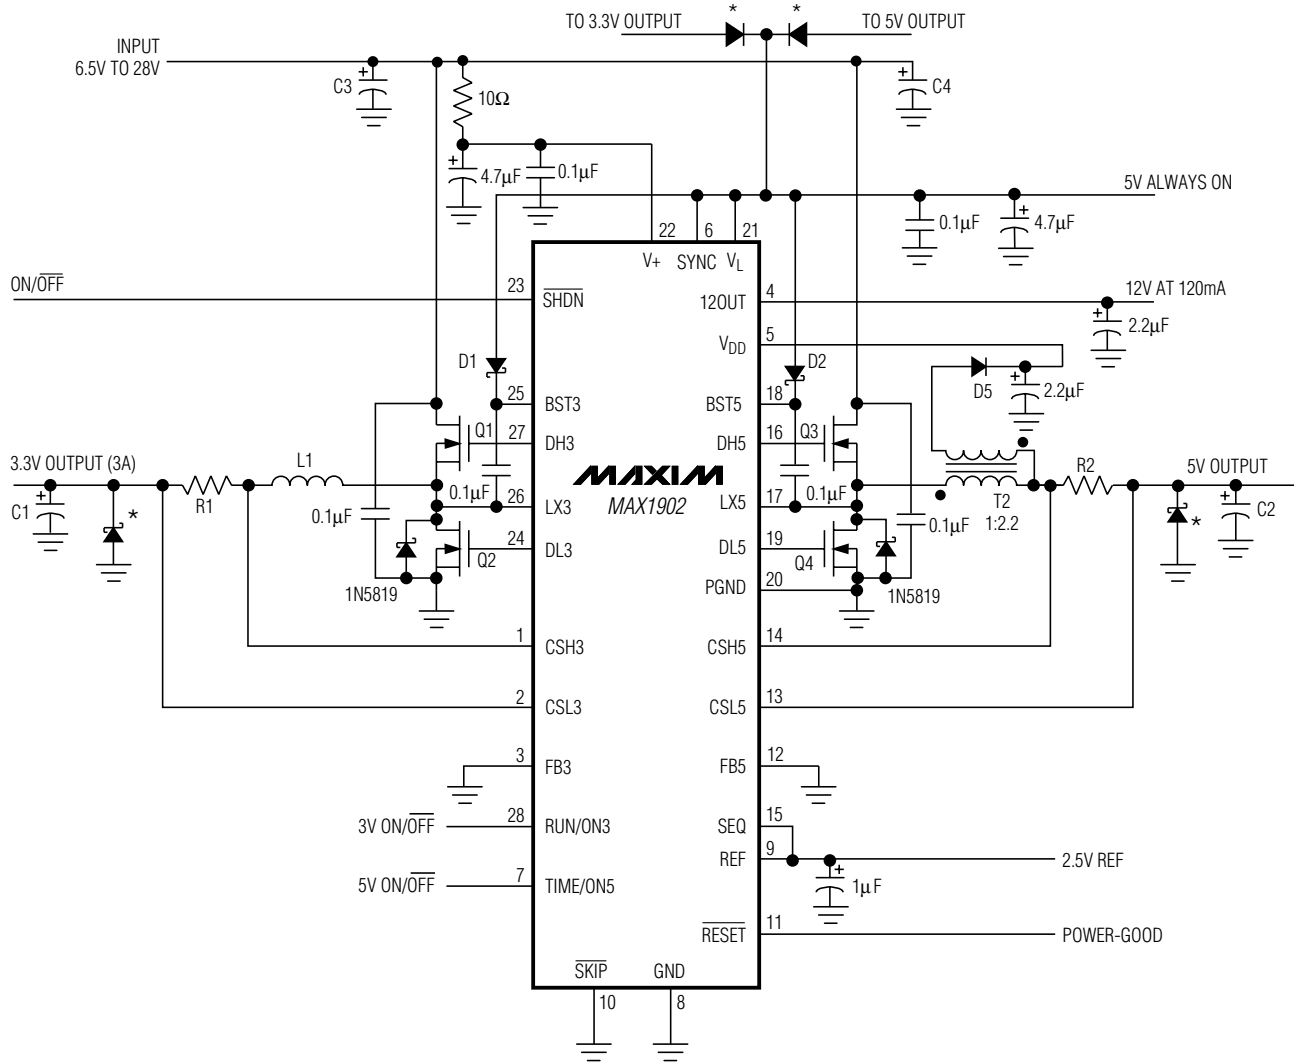 TO 3.3V OUTPUT
*
*
TO 5V OUTPUT
INPUT
6.5V TO 28V
C3
10Ω
C4
4.7µF
0.1µF
5V ALWAYS ON
0.1µF
4.7µF
22
6
21
V+
SYNC
VL
ON/OFF
23
SHDN
12OUT
4
12V AT 120mA
2.2µF
VDD
5
D1
D2
D5
2.2µF
25
BST3
BST5
18
Q1
27
DH3
DH5
16
Q3
3.3V OUTPUT (3A)
L1
R1
MAXIM
MAX1902
R2
5V OUTPUT
C1
*
0.1µF
0.1µF
26
LX3
LX5
17
0.1µF
0.1µF
T2
1:2.2
*
C2
24
DL3
Q2
DL5
19
Q4
1N5819
PGND
20
1N5819
1
CSH3
CSH5
14
2
CSL3
CSL5
13
3
FB3
FB5
12
3V ON/OFF
28
RUN/ON3
SEQ
15
REF
9
2.5V REF
5V ON/OFF
7
TIME/ON5
1µF
RESET
11
POWER-GOOD
SKIP
GND
10
8